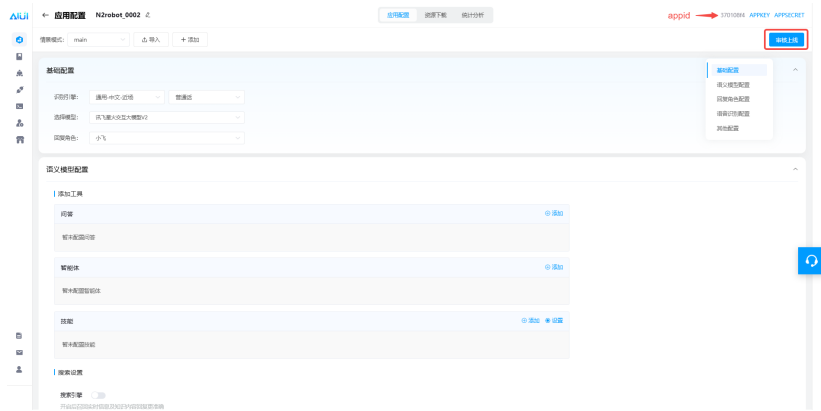 AIUI
← 应用配置 N2robot_0002
应用配置 资源下载 统计分析
appid 370106f4 APPKEY APPSECRET
情景模式: main 导入 + 添加
审核上线
基础配置
基础配置
语义模型配置
回复角色配置
语音识别配置
其他配置
识别引擎: 通用-中文-近场 普通话
选择模型: 讯飞星火交互大模型V2
回复角色: 小飞
语义模型配置
添加工具
问答 添加
暂未配置问答
智能体 添加
暂未配置智能体
技能 添加 设置
暂未配置技能
搜索设置
搜索引擎